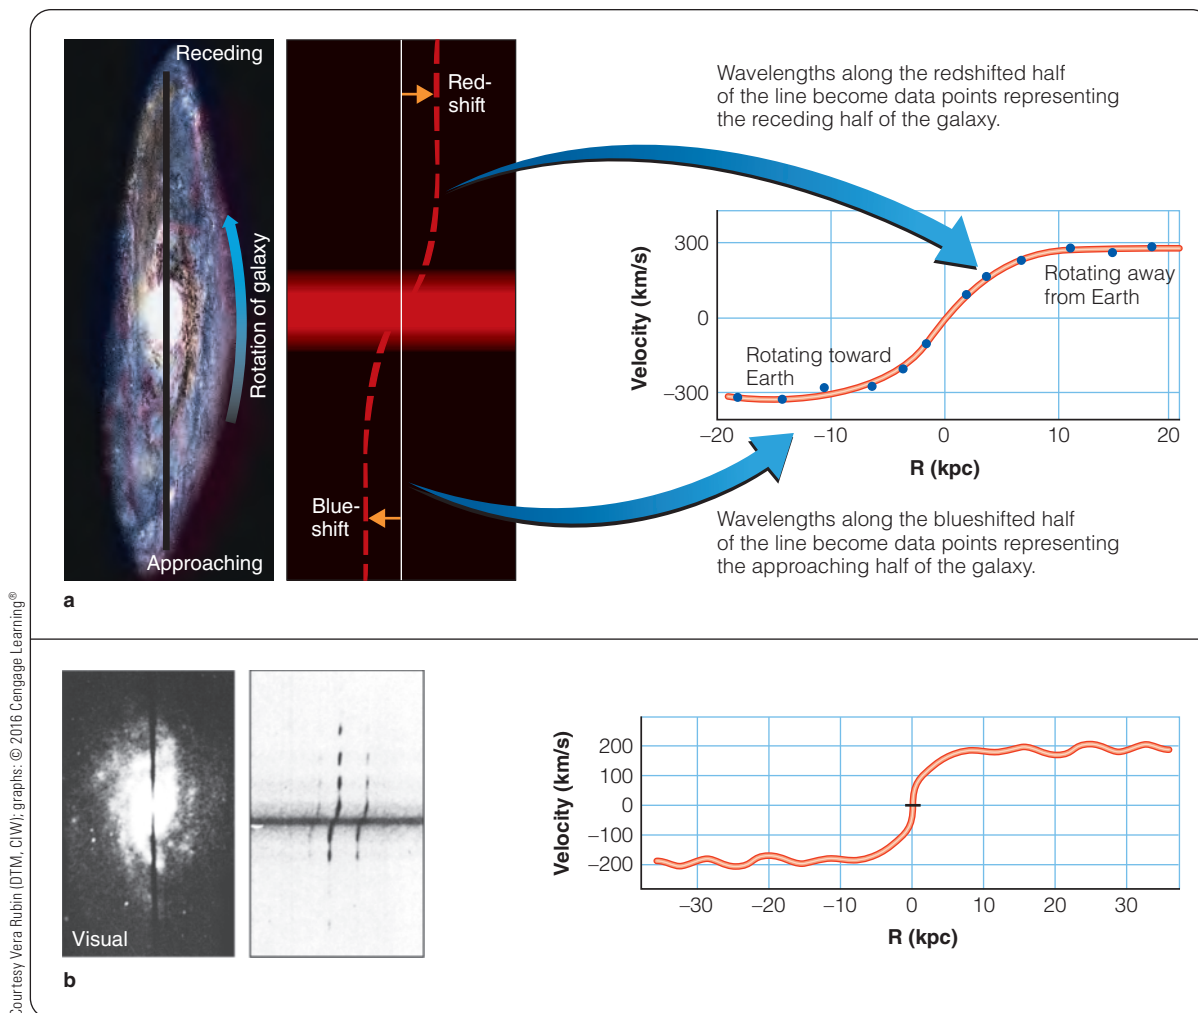 Receding
Rotation of galaxy
Approaching
Red-
shift
Blue-
shift
Wavelengths along the redshifted half
of the line become data points representing
the receding half of the galaxy.
Velocity (km/s)
300
0
−300
Rotating away
from Earth
Rotating toward
Earth
−20 −10 0 10 20
R (kpc)
Wavelengths along the blueshifted half
of the line become data points representing
the approaching half of the galaxy.
a
Courtesy Vera Rubin (DTM, CIW); graphs: © 2016 Cengage Learning®
Visual
b
Velocity (km/s)
200
100
0
−100
−200
−30 −20 −10 0 10 20 30
R (kpc)